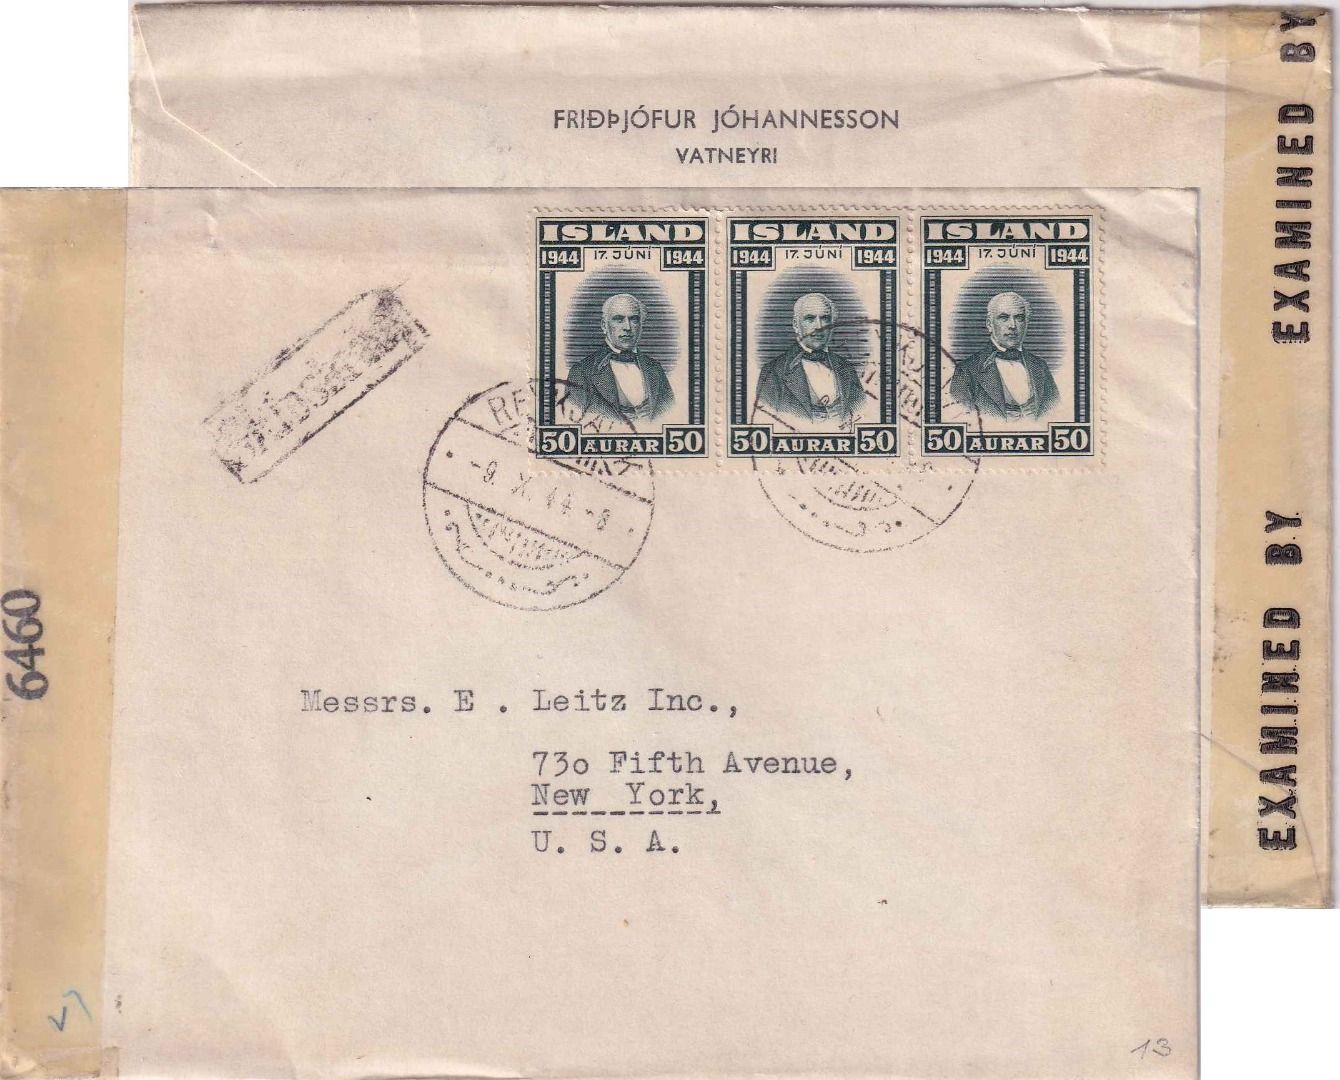 FRIÐÞJÓFUR JÓHANNESSON
VATNEYRI
EXAMINED BY
EXAMINED BY
ISLAND
1944 17. JÚNÍ 1944
50 AURAR 50
ISLAND
1944 17. JÚNÍ 1944
50 AURAR 50
ISLAND
1944 17. JÚNÍ 1944
50 AURAR 50
REYKJAVÍK
-9. X. 44 -8
6460
Messrs. E . Leitz Inc.,
73o Fifth Avenue,
New York,
U. S. A.
13